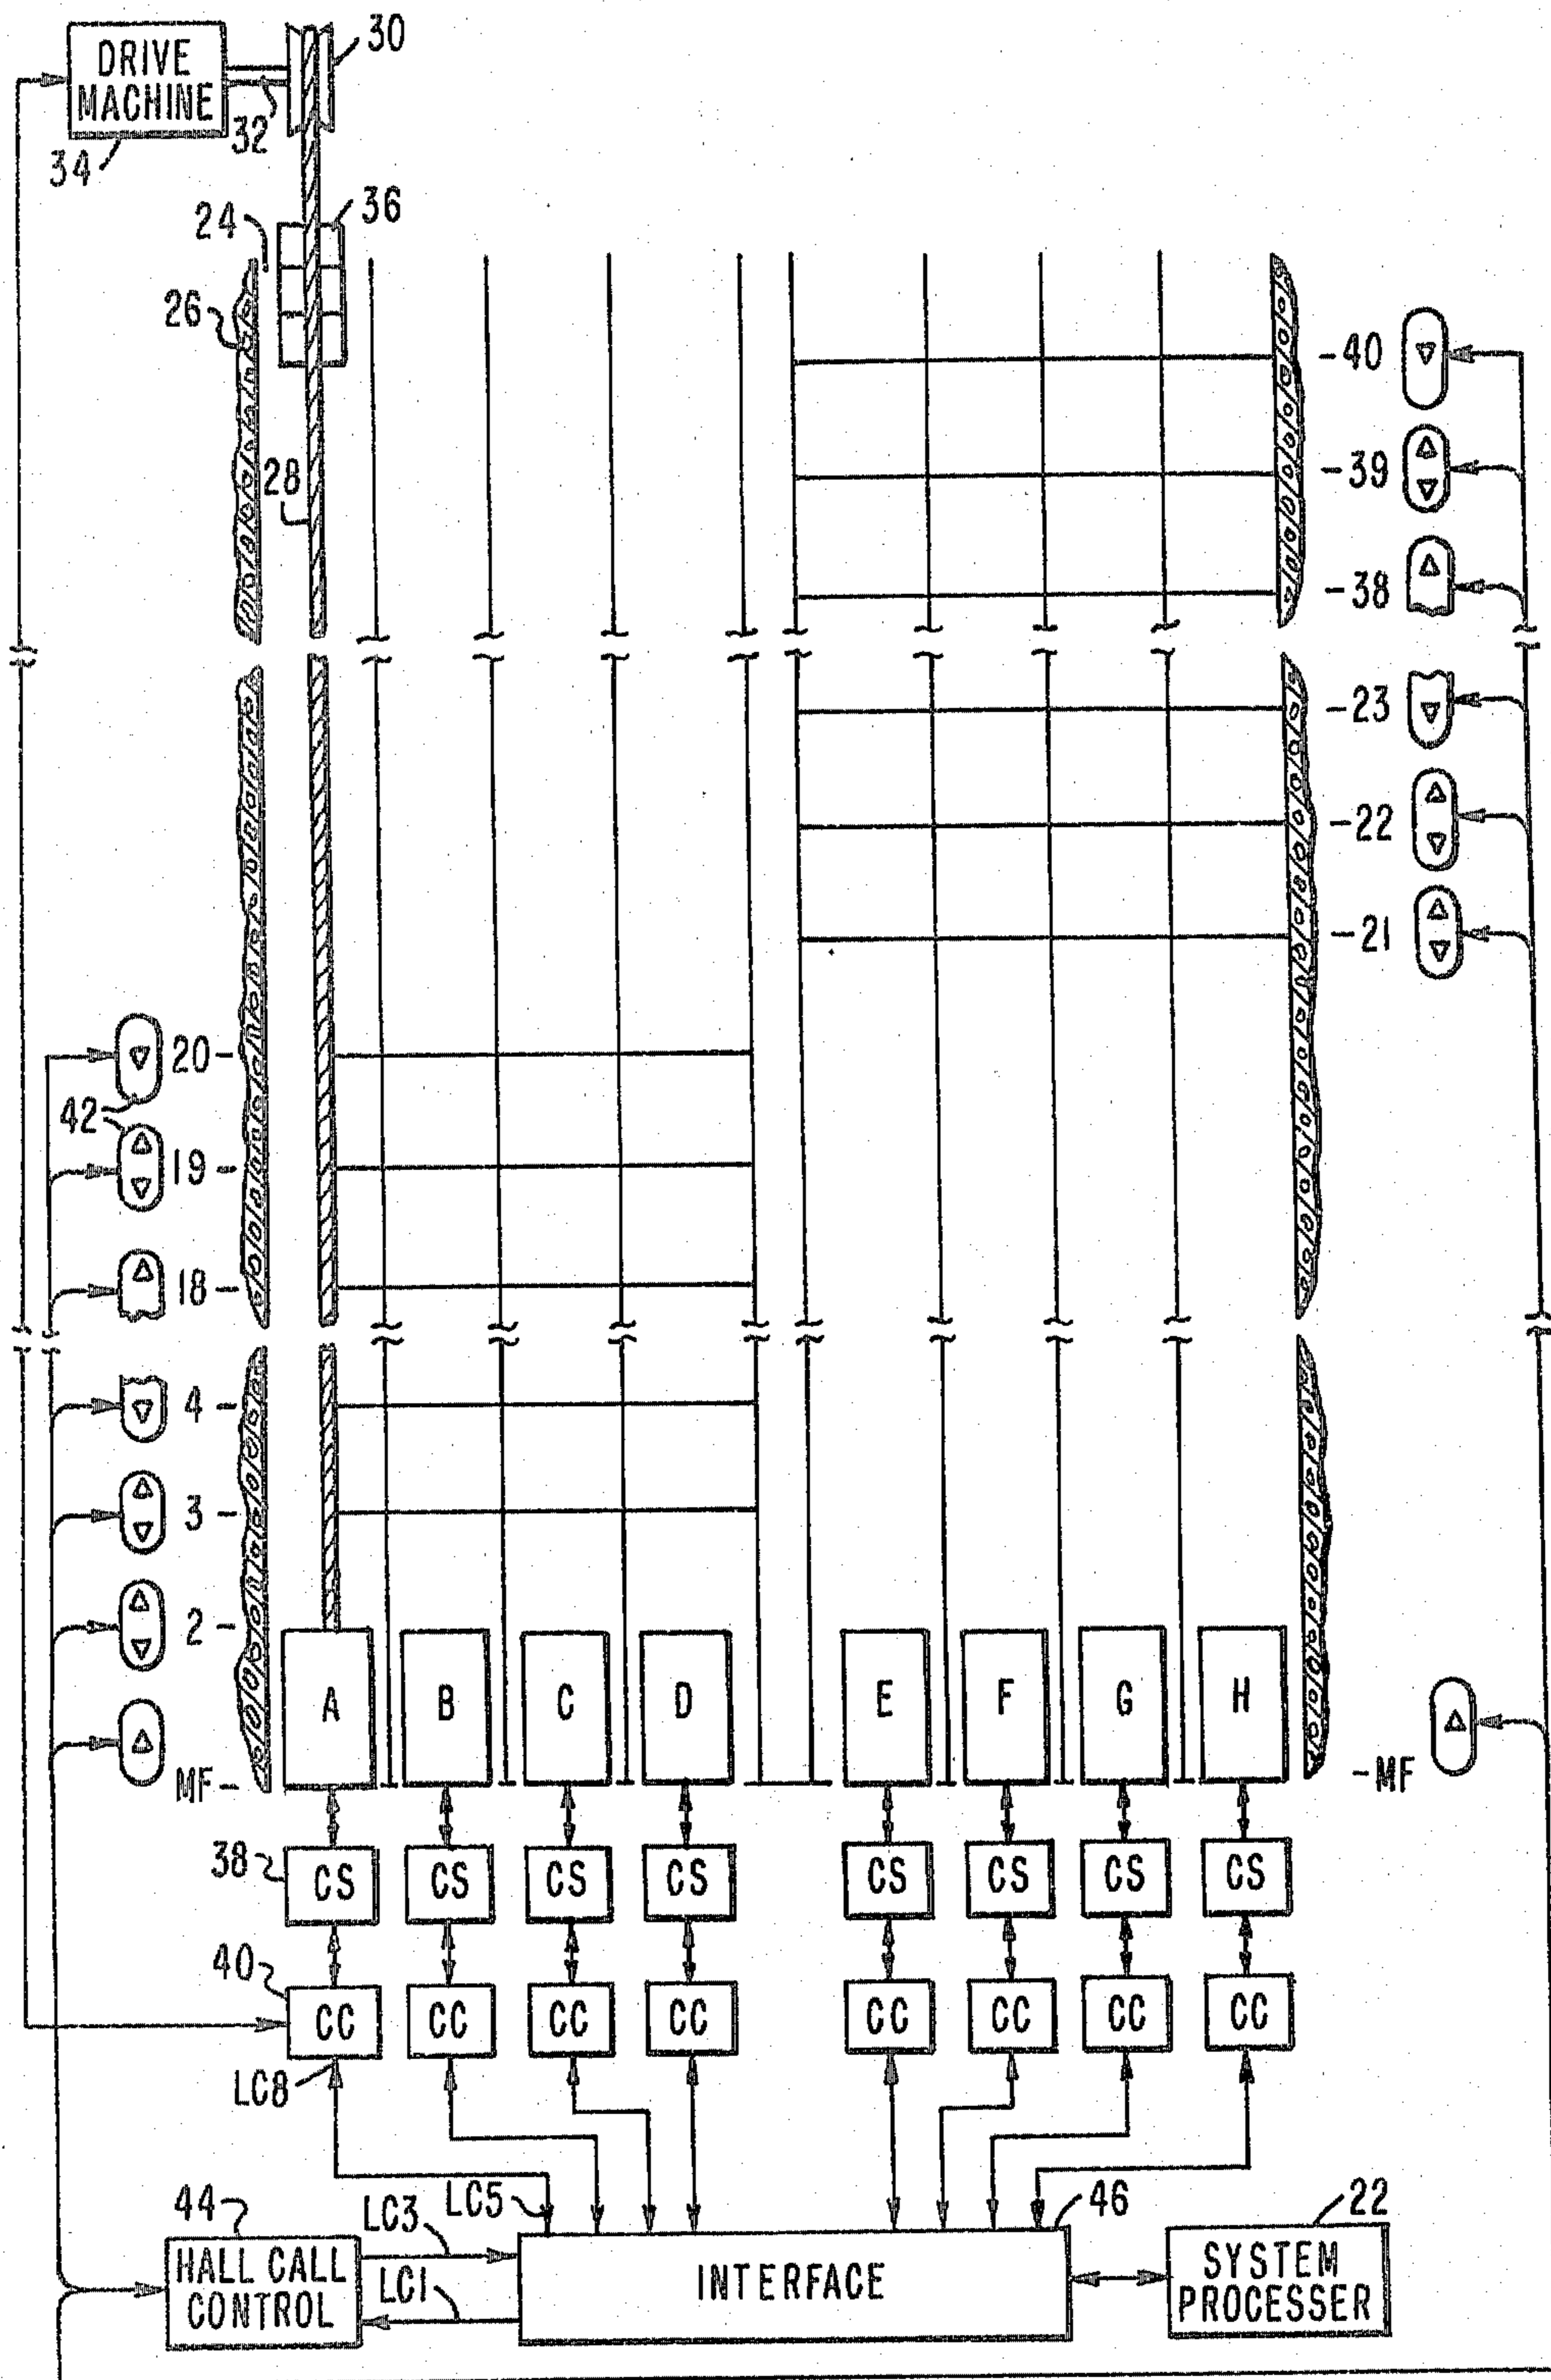 DRIVE
MACHINE
30
32
34
24
36
26
28
-40
-39
-38
-23
-22
-21
20-
42
19-
18-
4-
3-
2-
MF-
A
B
C
D
E
F
G
H
-MF
38
CS
CS
CS
CS
CS
CS
CS
CS
40
CC
CC
CC
CC
CC
CC
CC
CC
LC8
44
LC3
LC5
46
22
HALL CALL
CONTROL
LC1
INTERFACE
SYSTEM
PROCESSER